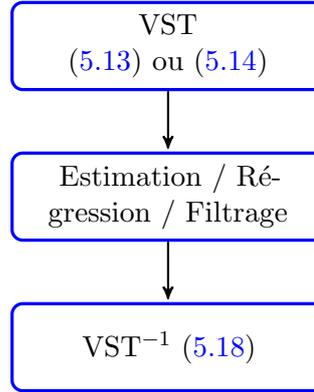 VST
(5.13) ou (5.14)
Estimation / Ré-
gression / Filtrage
VST⁻¹ (5.18)